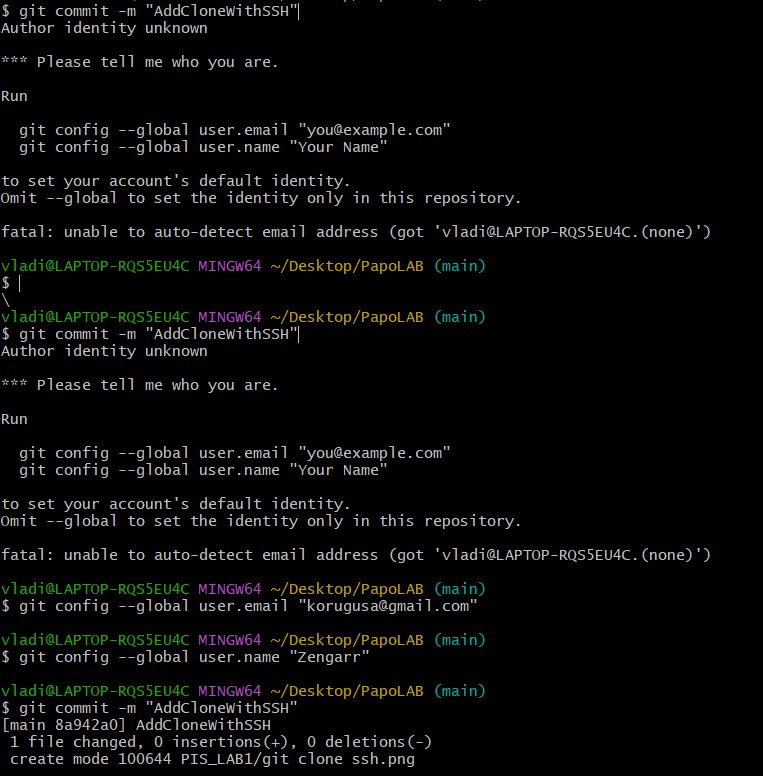 $ git commit -m "AddCloneWithSSH"
Author identity unknown
*** Please tell me who you are.
Run
  git config --global user.email "you@example.com"
  git config --global user.name "Your Name"
to set your account's default identity.
Omit --global to set the identity only in this repository.
fatal: unable to auto-detect email address (got 'vladi@LAPTOP-RQS5EU4C.(none)')
vladi@LAPTOP-RQS5EU4C MINGW64 ~/Desktop/PapoLAB (main)
$
\
vladi@LAPTOP-RQS5EU4C MINGW64 ~/Desktop/PapoLAB (main)
$ git commit -m "AddCloneWithSSH"
Author identity unknown
*** Please tell me who you are.
Run
  git config --global user.email "you@example.com"
  git config --global user.name "Your Name"
to set your account's default identity.
Omit --global to set the identity only in this repository.
fatal: unable to auto-detect email address (got 'vladi@LAPTOP-RQS5EU4C.(none)')
vladi@LAPTOP-RQS5EU4C MINGW64 ~/Desktop/PapoLAB (main)
$ git config --global user.email "korugusa@gmail.com"
vladi@LAPTOP-RQS5EU4C MINGW64 ~/Desktop/PapoLAB (main)
$ git config --global user.name "Zengarr"
vladi@LAPTOP-RQS5EU4C MINGW64 ~/Desktop/PapoLAB (main)
$ git commit -m "AddCloneWithSSH"
[main 8a942a0] AddCloneWithSSH
 1 file changed, 0 insertions(+), 0 deletions(-)
 create mode 100644 PIS_LAB1/git clone ssh.png